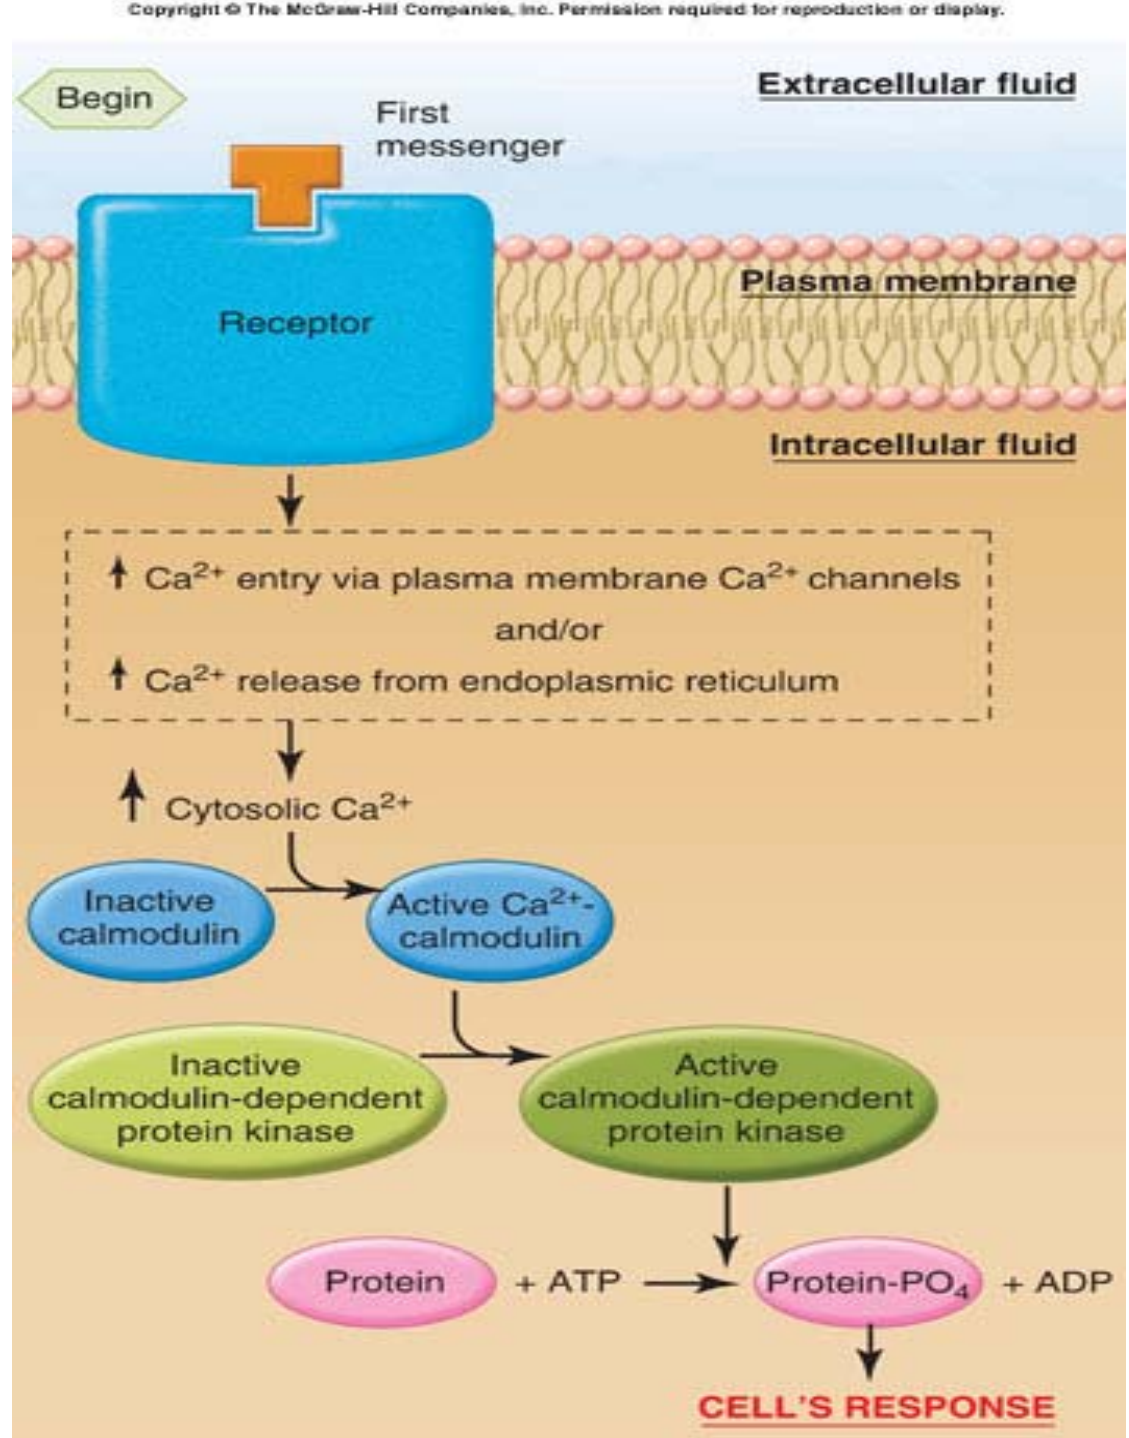 Copyright © The McGraw-Hill Companies, Inc. Permission required for reproduction or display.
Begin
Extracellular fluid
First
messenger
Plasma membrane
Receptor
Intracellular fluid
↑ Ca²⁺ entry via plasma membrane Ca²⁺ channels
and/or
↑ Ca²⁺ release from endoplasmic reticulum
↑ Cytosolic Ca²⁺
Inactive
calmodulin
Active Ca²⁺-
calmodulin
Inactive
calmodulin-dependent
protein kinase
Active
calmodulin-dependent
protein kinase
Protein + ATP → Protein-PO₄ + ADP
CELL'S RESPONSE